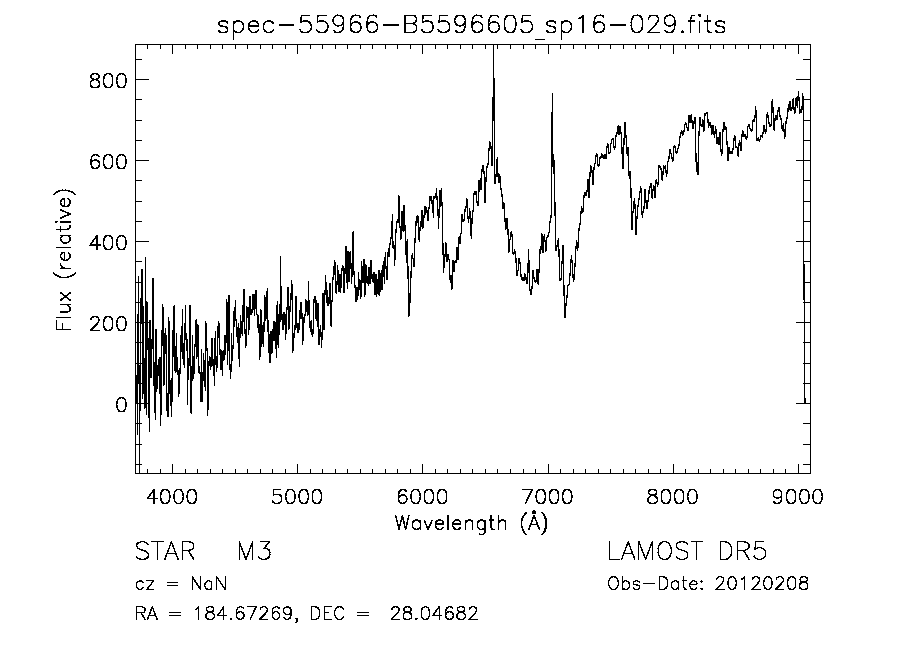 spec-55966-B5596605_sp16-029.fits
800
600
400
200
0
Flux (relative)
4000 5000 6000 7000 8000 9000
Wavelength (Å)
STAR M3 LAMOST DR5
cz = NaN Obs-Date: 20120208
RA = 184.67269, DEC = 28.04682